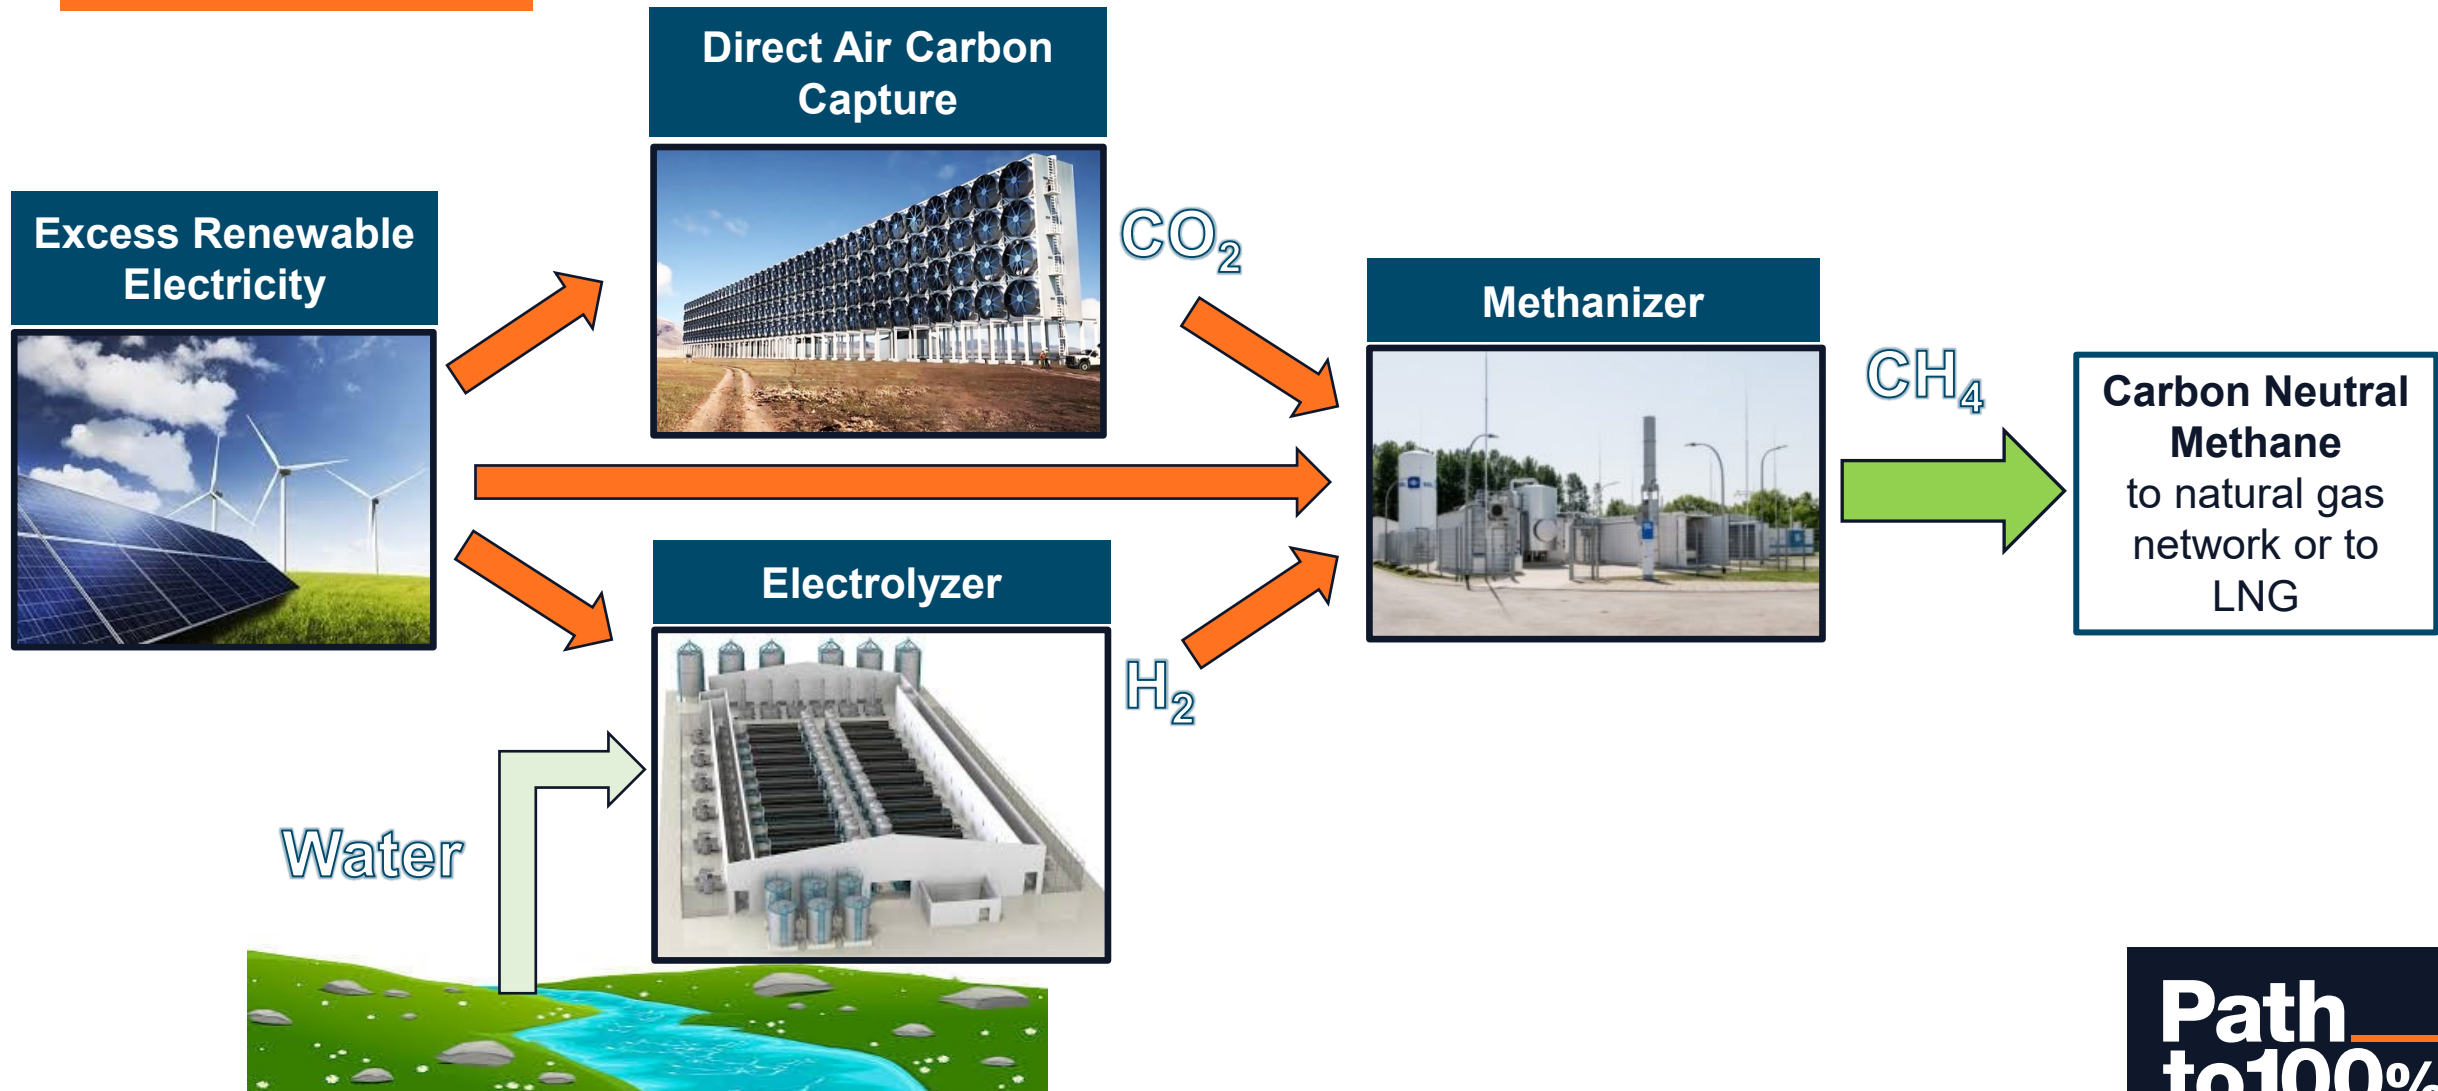 Direct Air Carbon
Capture
Excess Renewable
Electricity
CO₂
Methanizer
CH₄
Carbon Neutral
Methane
to natural gas
network or to
LNG
Electrolyzer
H₂
Water
Path
to100%